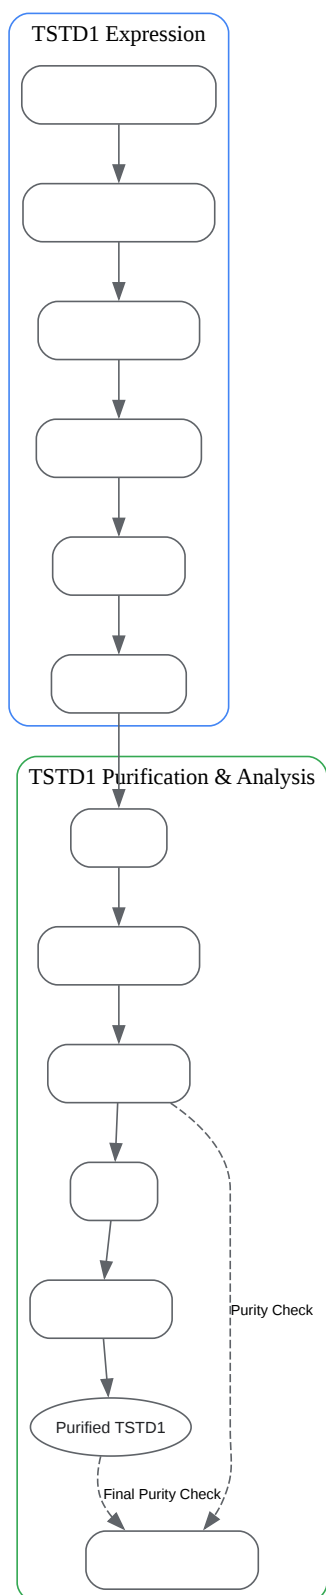 TSTD1 Expression
TSTD1 Purification & Analysis
Purity Check
Purified TSTD1
Final Purity Check